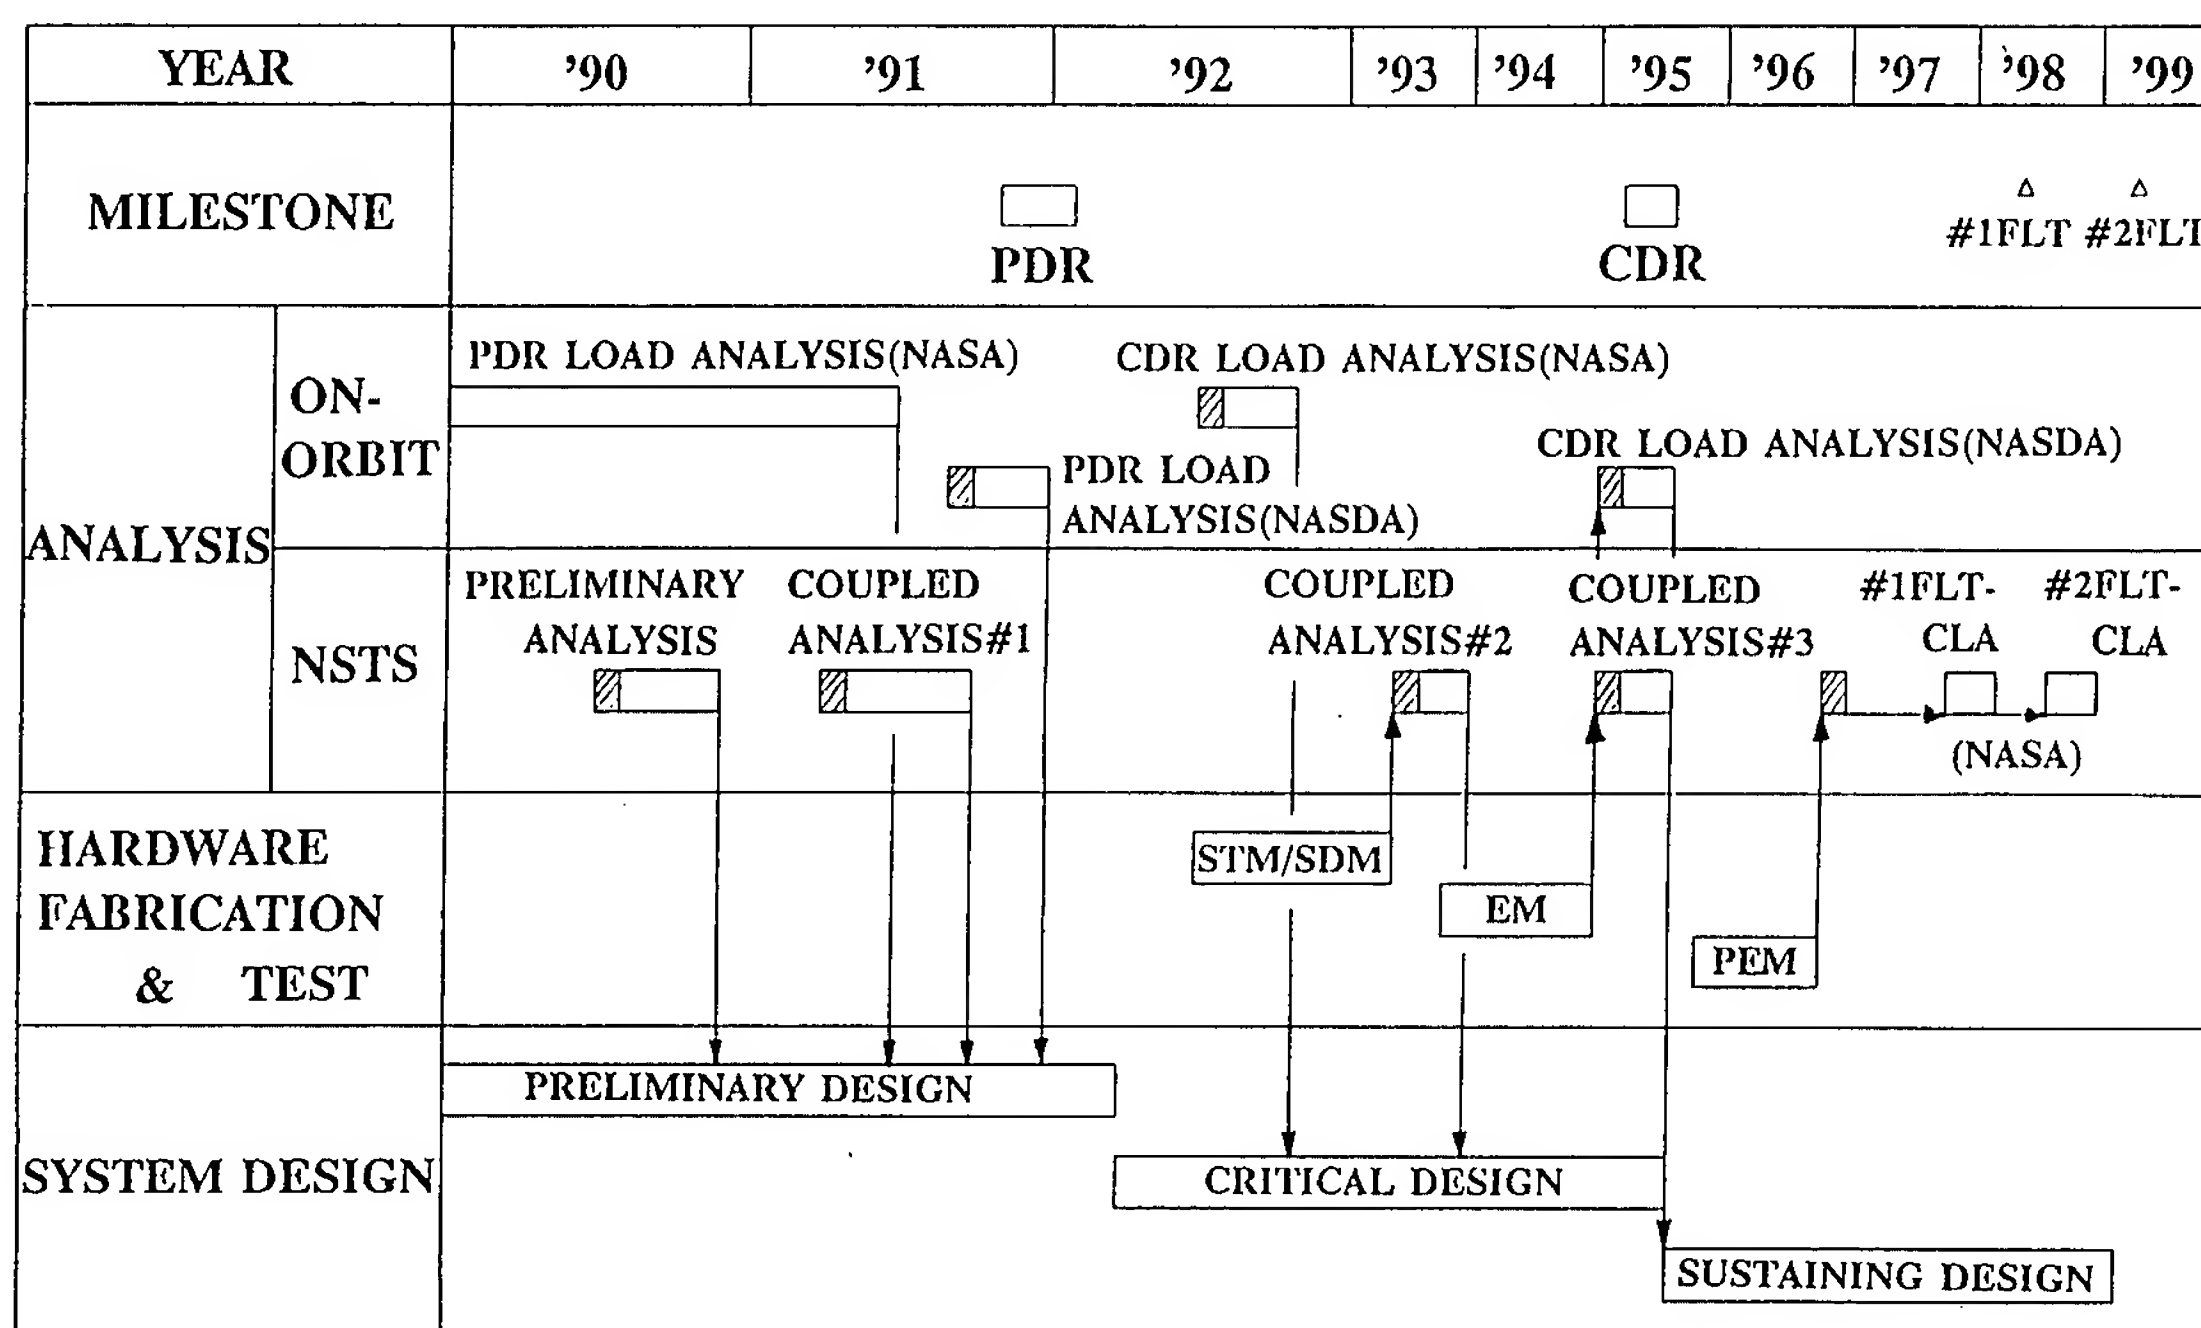 YEAR '90 '91 '92 '93 '94 '95 '96 '97 '98 '99
MILESTONE
PDR
CDR
#1FLT #2FLT
ANALYSIS
ON-
ORBIT
PDR LOAD ANALYSIS(NASA)
CDR LOAD ANALYSIS(NASA)
PDR LOAD
ANALYSIS(NASDA)
CDR LOAD ANALYSIS(NASDA)
NSTS
PRELIMINARY
ANALYSIS
COUPLED
ANALYSIS#1
COUPLED
ANALYSIS#2
COUPLED
ANALYSIS#3
#1FLT-
CLA
#2FLT-
CLA
(NASA)
HARDWARE
FABRICATION
& TEST
STM/SDM
EM
PEM
SYSTEM DESIGN
PRELIMINARY DESIGN
CRITICAL DESIGN
SUSTAINING DESIGN